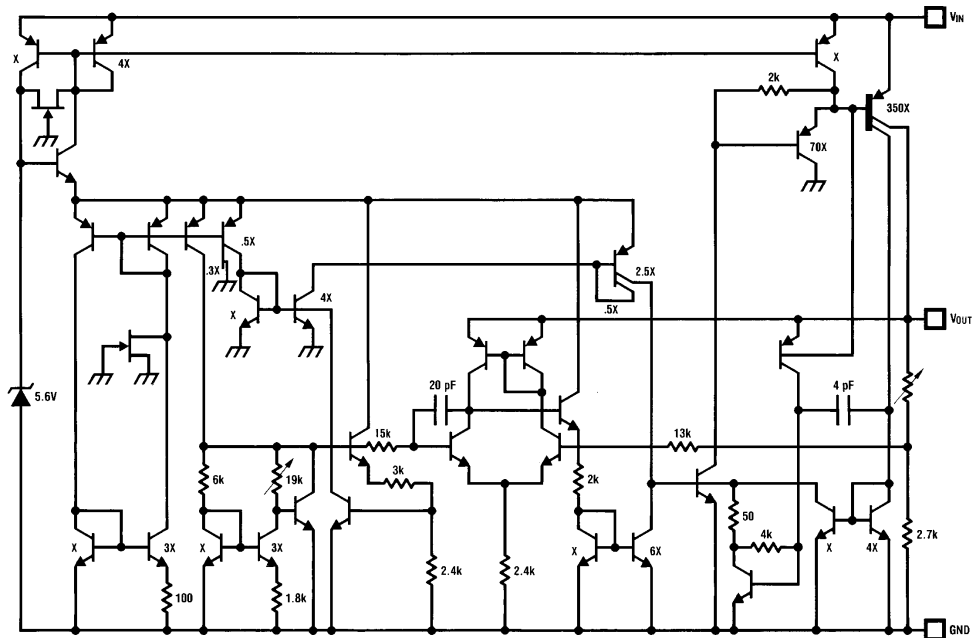 VIN
X
4X
X
2k
350X
70X
.5X
.3X
4X
X
2.5X
.5X
VOUT
5.6V
20 pF
4 pF
15k
13k
3k
6k
19k
2k
50
4k
X
3X
X
3X
X
6X
X
4X
2.7k
100
1.8k
2.4k
2.4k
GND